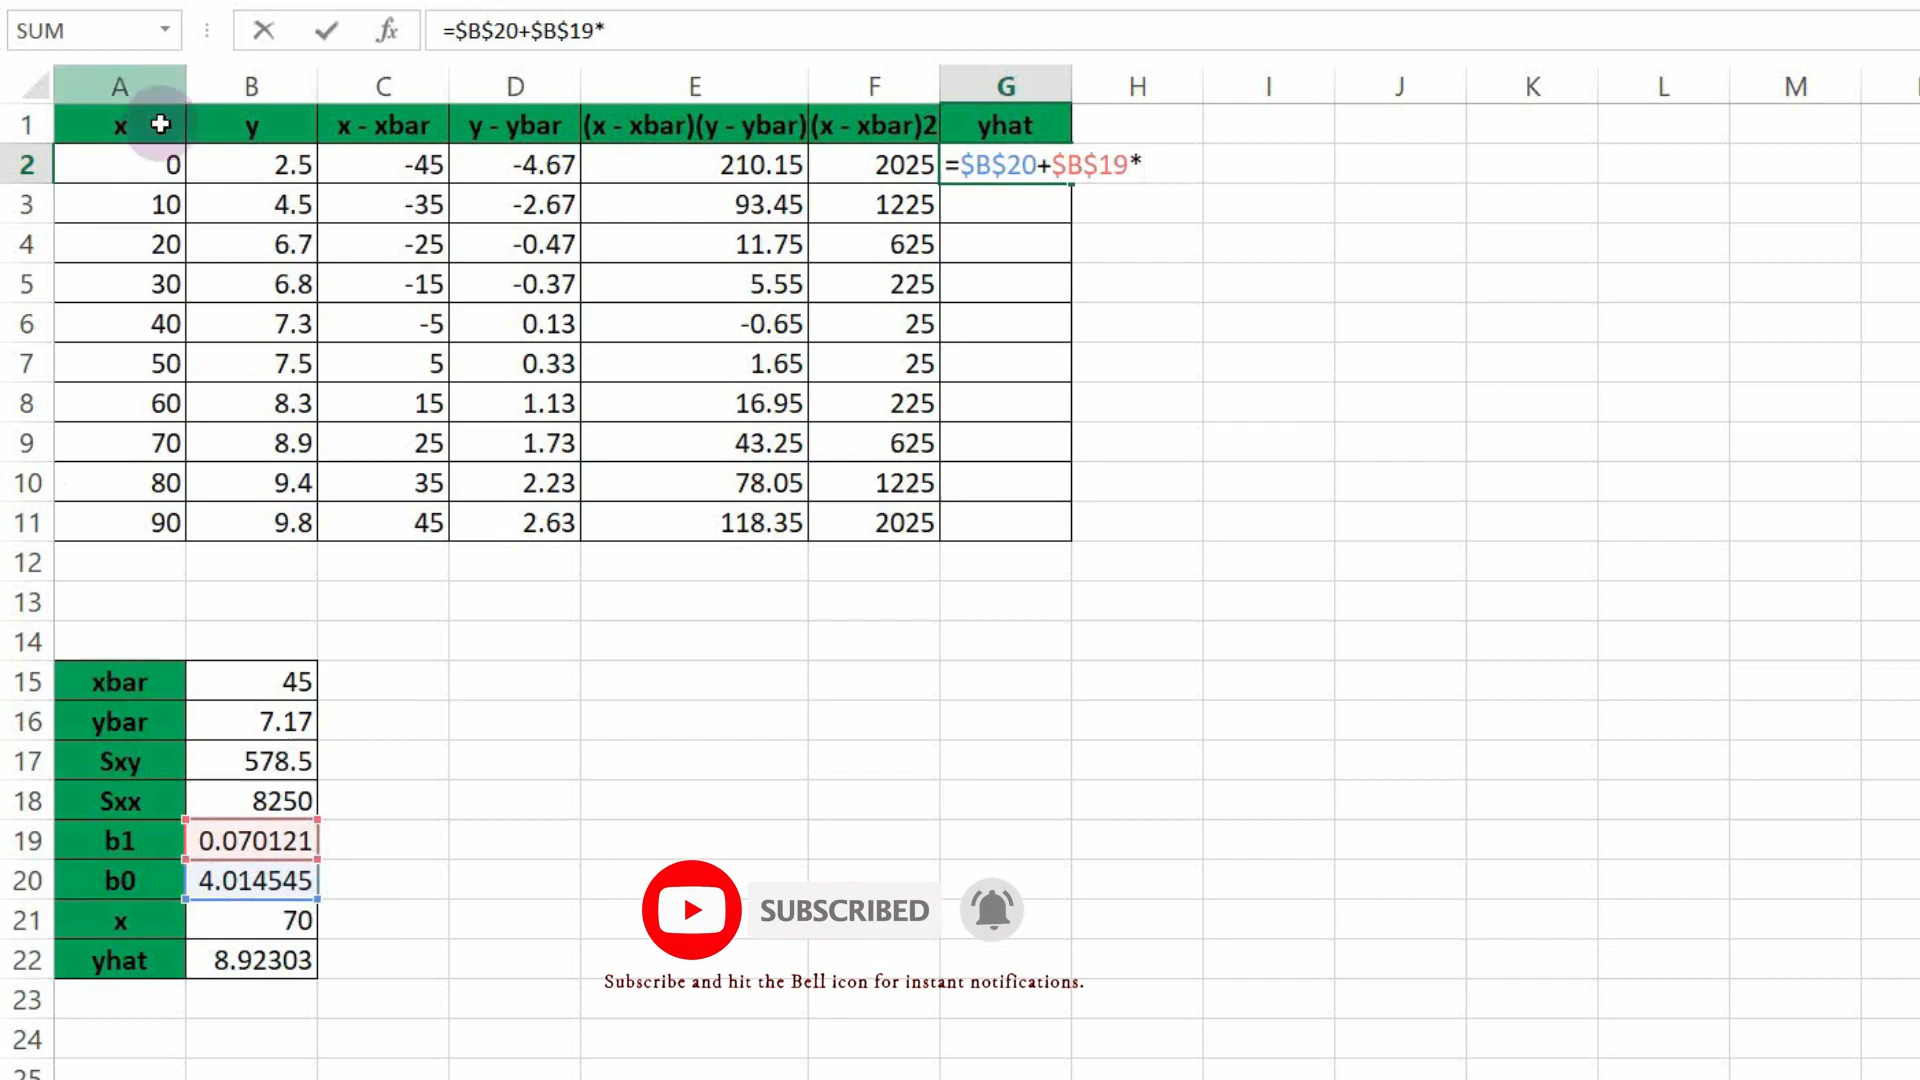 SUM fx =$B$20+$B$19*
A B C D E F G H I J K L M
1 x y x - xbar y - ybar (x - xbar)(y - ybar) (x - xbar)2 yhat
2 0 2.5 -45 -4.67 210.15 2025 =$B$20+$B$19*
3 10 4.5 -35 -2.67 93.45 1225
4 20 6.7 -25 -0.47 11.75 625
5 30 6.8 -15 -0.37 5.55 225
6 40 7.3 -5 0.13 -0.65 25
7 50 7.5 5 0.33 1.65 25
8 60 8.3 15 1.13 16.95 225
9 70 8.9 25 1.73 43.25 625
10 80 9.4 35 2.23 78.05 1225
11 90 9.8 45 2.63 118.35 2025
12
13
14
15 xbar 45
16 ybar 7.17
17 Sxy 578.5
18 Sxx 8250
19 b1 0.070121
20 b0 4.014545
21 x 70
22 yhat 8.92303
SUBSCRIBED
Subscribe and hit the Bell icon for instant notifications.
23
24
25